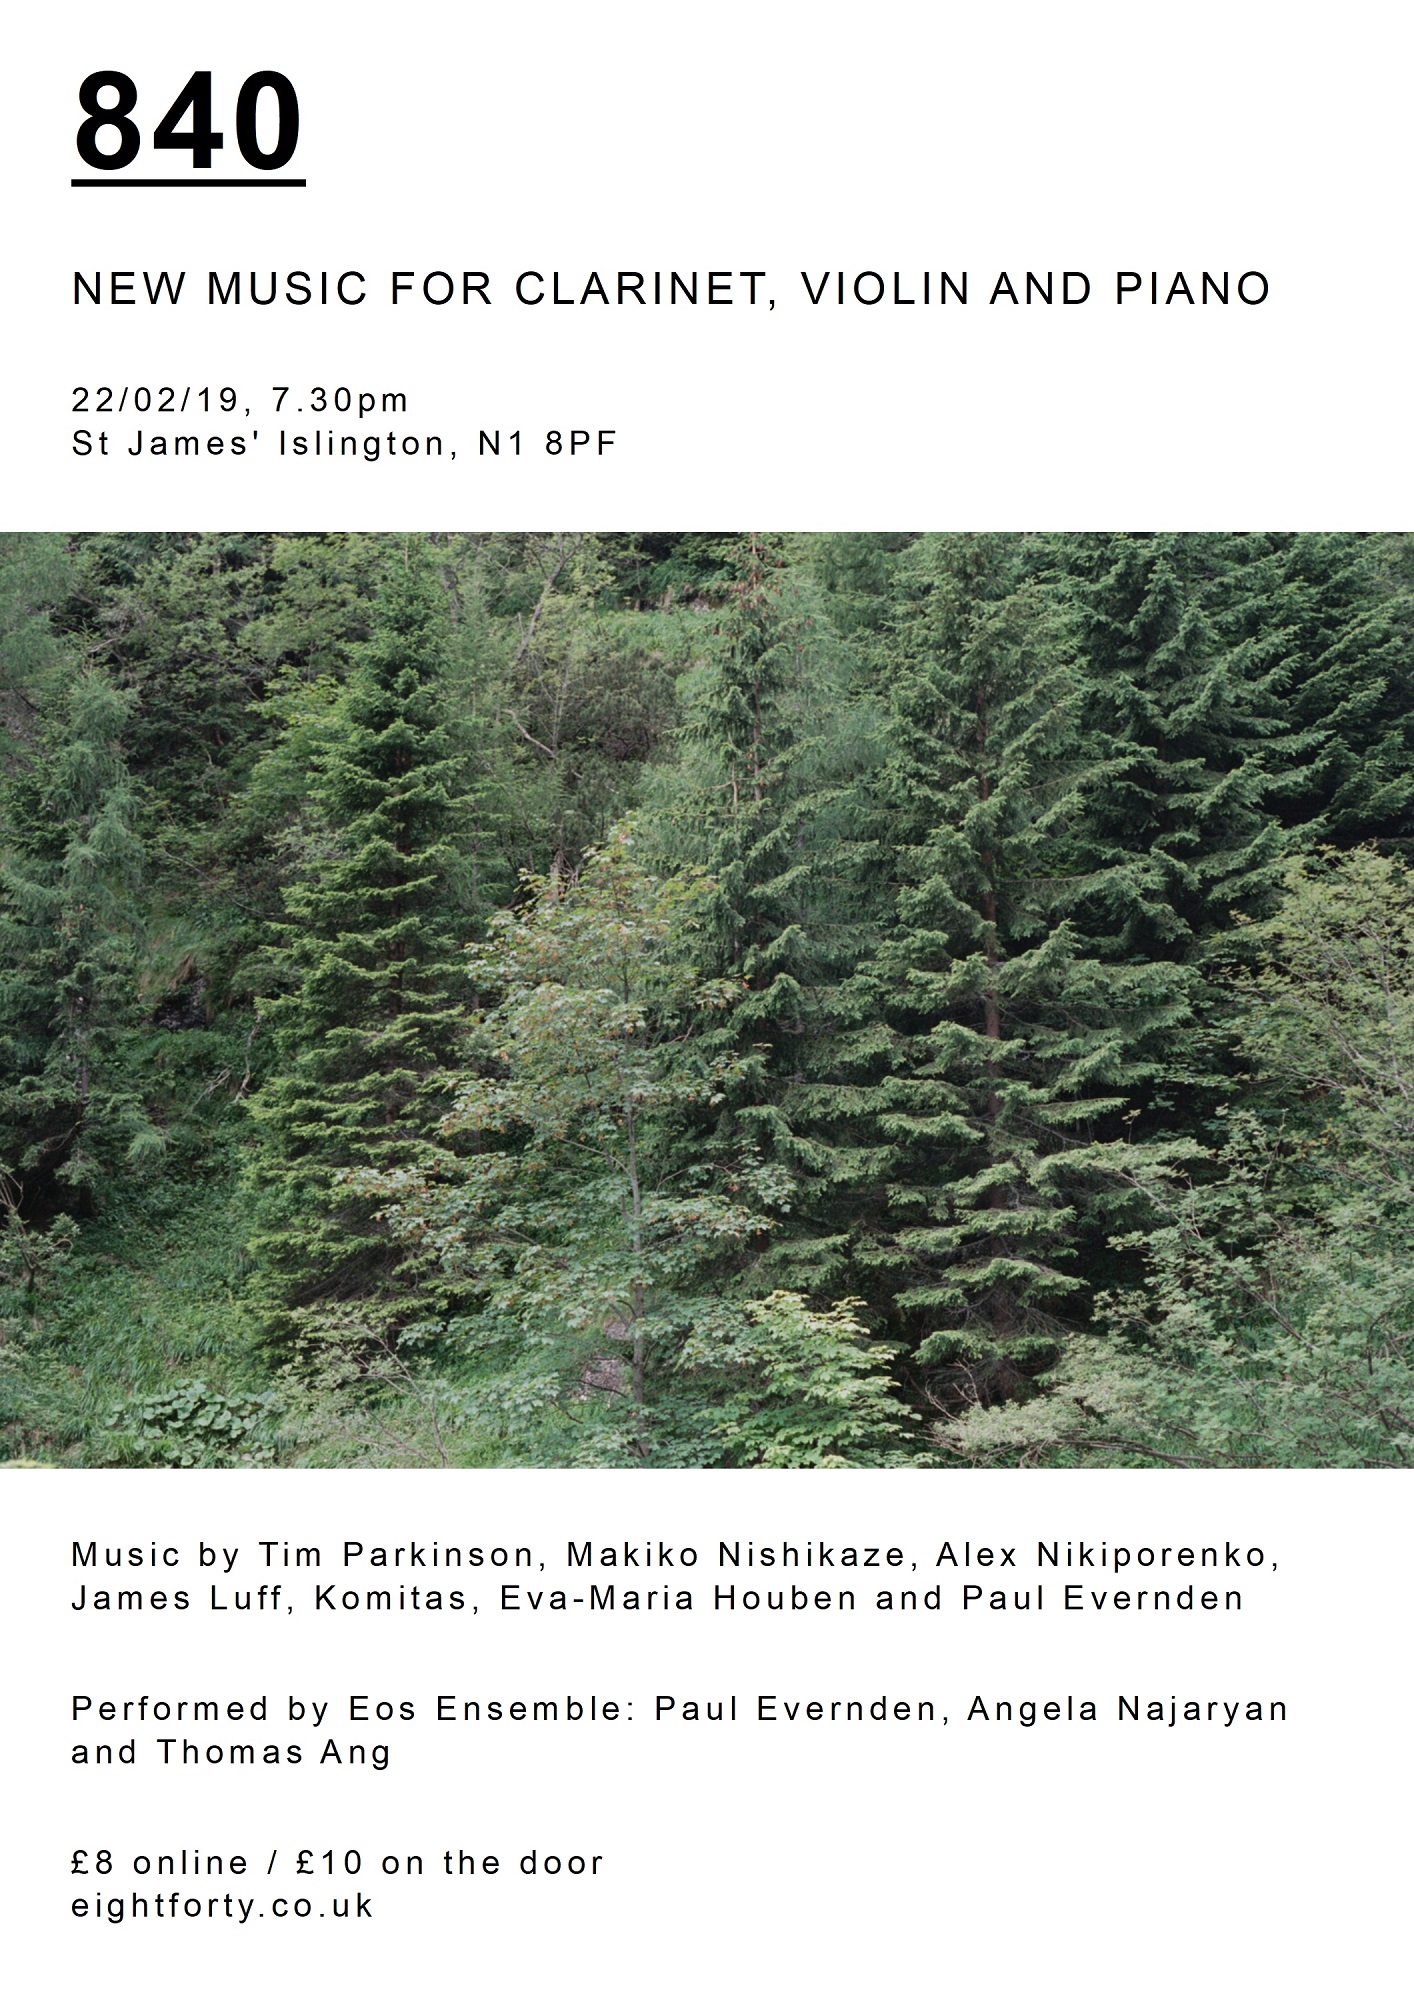 840
NEW MUSIC FOR CLARINET, VIOLIN AND PIANO
22/02/19, 7.30pm
St James' Islington, N1 8PF
Music by Tim Parkinson, Makiko Nishikaze, Alex Nikiporenko,
James Luff, Komitas, Eva-Maria Houben and Paul Evernden
Performed by Eos Ensemble: Paul Evernden, Angela Najaryan
and Thomas Ang
£8 online / £10 on the door
eightforty.co.uk